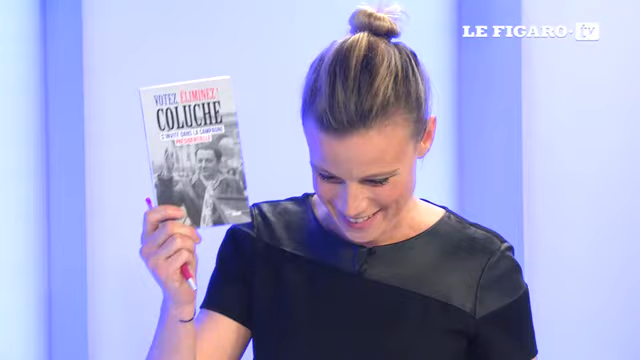 LE FIGARO·tv
VOTEZ, ÉLIMINEZ !
COLUCHE
S'INVITE DANS LA CAMPAGNE
PRÉSIDENTIELLE